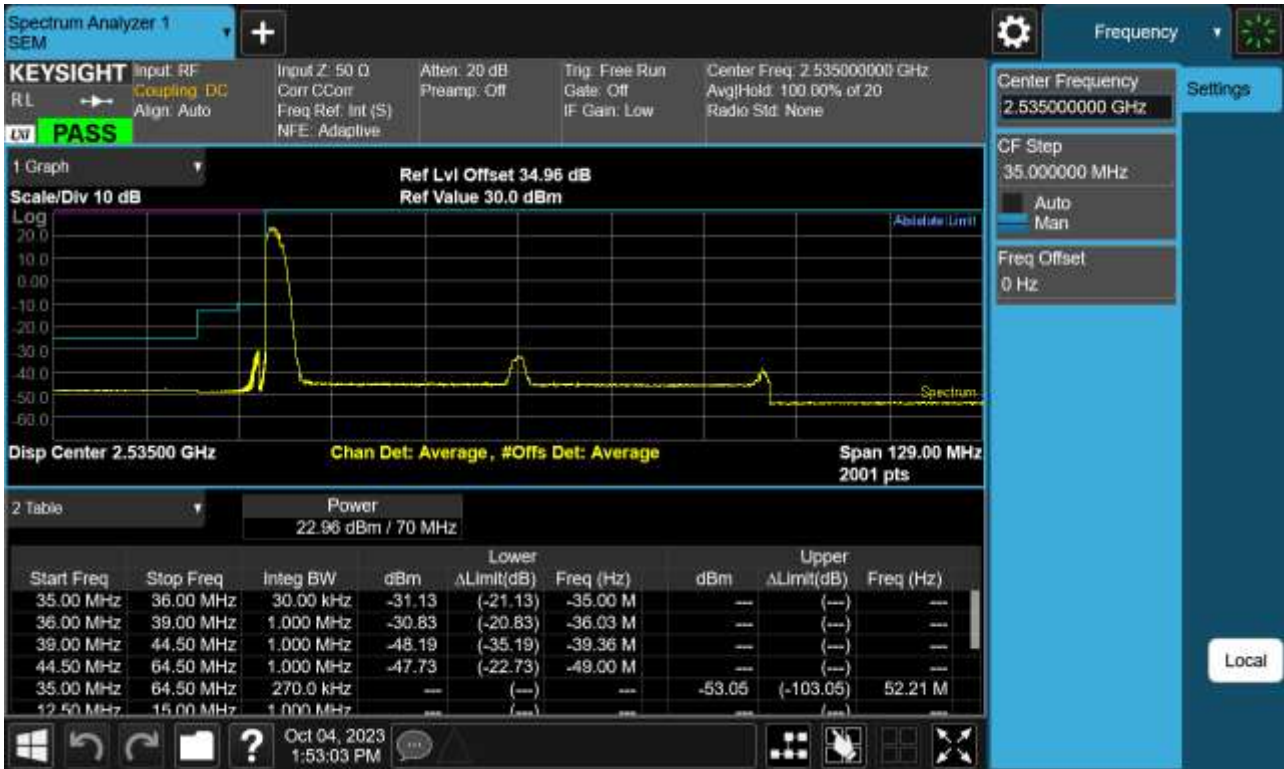 Spectrum Analyzer 1
SEM
Frequency
KEYSIGHT
RL
LXI
PASS
Input: RF
Coupling: DC
Align: Auto
Input Z: 50 Ω
Corr CCorr
Freq Ref: Int (S)
NFE: Adaptive
Atten: 20 dB
Preamp: Off
Trig: Free Run
Gate: Off
IF Gain: Low
Center Freq: 2.535000000 GHz
Avg|Hold: 100.00% of 20
Radio Std: None
Center Frequency
2.535000000 GHz
Settings
CF Step
35.000000 MHz
Auto
Man
Freq Offset
0 Hz
1 Graph
Scale/Div 10 dB
Ref Lvl Offset 34.96 dB
Ref Value 30.0 dBm
Log
20.0
10.0
0.00
-10.0
-20.0
-30.0
-40.0
-50.0
-60.0
Absolute Limit
Spectrum
Disp Center 2.53500 GHz
Chan Det: Average, #Offs Det: Average
Span 129.00 MHz
2001 pts
2 Table
Power
22.96 dBm / 70 MHz
Lower Upper
Start Freq Stop Freq Integ BW dBm ΔLimit(dB) Freq (Hz) dBm ΔLimit(dB) Freq (Hz)
35.00 MHz 36.00 MHz 30.00 kHz -31.13 (-21.13) -35.00 M --- (---) ---
36.00 MHz 39.00 MHz 1.000 MHz -30.83 (-20.83) -36.03 M --- (---) ---
39.00 MHz 44.50 MHz 1.000 MHz -48.19 (-35.19) -39.36 M --- (---) ---
44.50 MHz 64.50 MHz 1.000 MHz -47.73 (-22.73) -49.00 M --- (---) ---
35.00 MHz 64.50 MHz 270.0 kHz --- (---) --- -53.05 (-103.05) 52.21 M
12.50 MHz 15.00 MHz 1.000 MHz --- (---) --- --- (---) ---
Local
?
Oct 04, 2023
1:53:03 PM